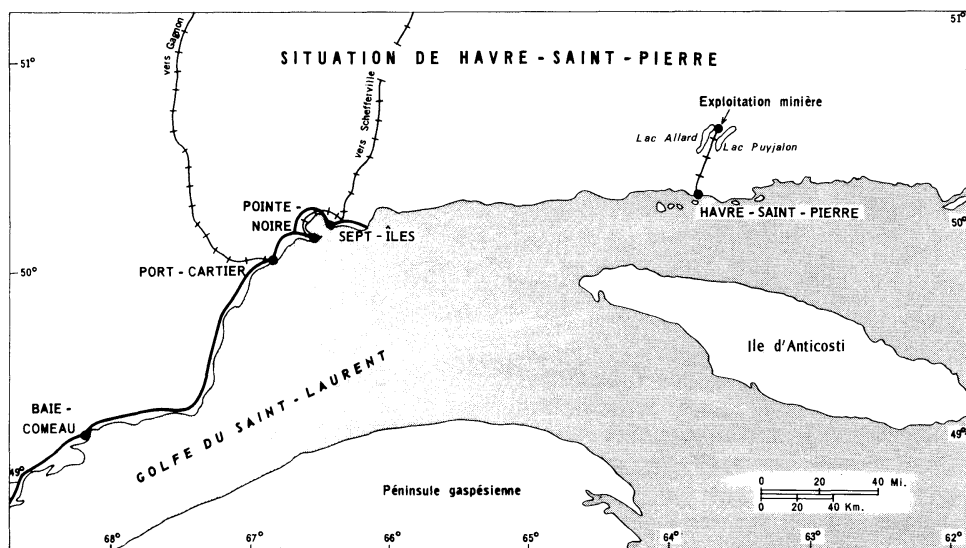 51°
SITUATION DE HAVRE-SAINT-PIERRE
51°
vers Gagnon
vers Schefferville
Exploitation minière
Lac Allard
Lac Puyjalon
POINTE-
NOIRE
SEPT-ÎLES
HAVRE-SAINT-PIERRE
50°
50°
PORT-CARTIER
Ile d'Anticosti
GOLFE DU SAINT-LAURENT
BAIE-
COMEAU
49°
49°
Péninsule gaspésienne
0 20 40 Mi.
0 20 40 Km.
68° 67° 66° 65° 64° 63° 62°